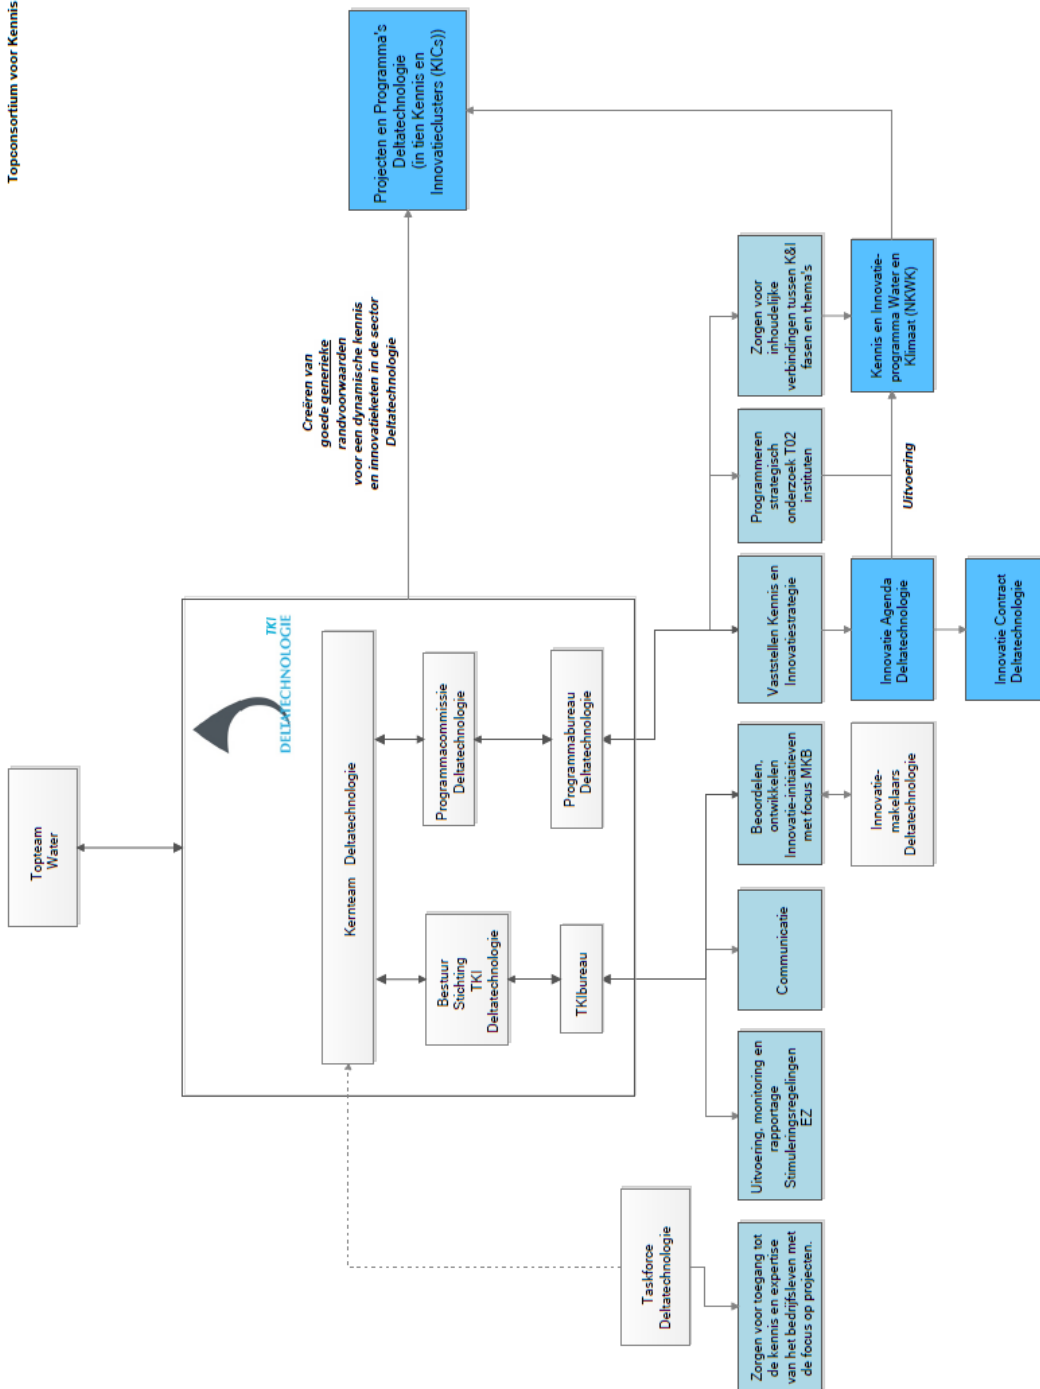 Topconsortium voor Kennis
Topteam
Water
TKI
DELTATECHNOLOGIE
Kernteam Deltatechnologie
Bestuur
Stichting
TKI
Deltatechnologie
Programmacommissie
Deltatechnologie
TKIbureau
Programmabureau
Deltatechnologie
Creëren van
goede generieke
randvoorwaarden
voor een dynamische kennis
en innovatieketen in de sector
Deltatechnologie
Projecten en Programma's
Deltatechnologie
(in tien Kennis en
Innovatieclusters (KICs))
Taskforce
Deltatechnologie
Zorgen voor toegang tot
de kennis en expertise
van het bedrijfsleven met
de focus op projecten.
Uitvoering, monitoring en
rapportage
Stimuleringsregelingen
EZ
Communicatie
Beoordelen,
ontwikkelen
Innovatie-initiatieven
met focus MKB
Vaststellen Kennis en
Innovatiestrategie
Programmeren
strategisch
onderzoek T02
instituten
Zorgen voor
inhoudelijke
verbindingen tussen K&I
fasen en thema's
Innovatie-
makelaars
Deltatechnologie
Innovatie Agenda
Deltatechnologie
Uitvoering
Kennis en Innovatie-
programma Water en
Klimaat (NKWK)
Innovatie Contract
Deltatechnologie